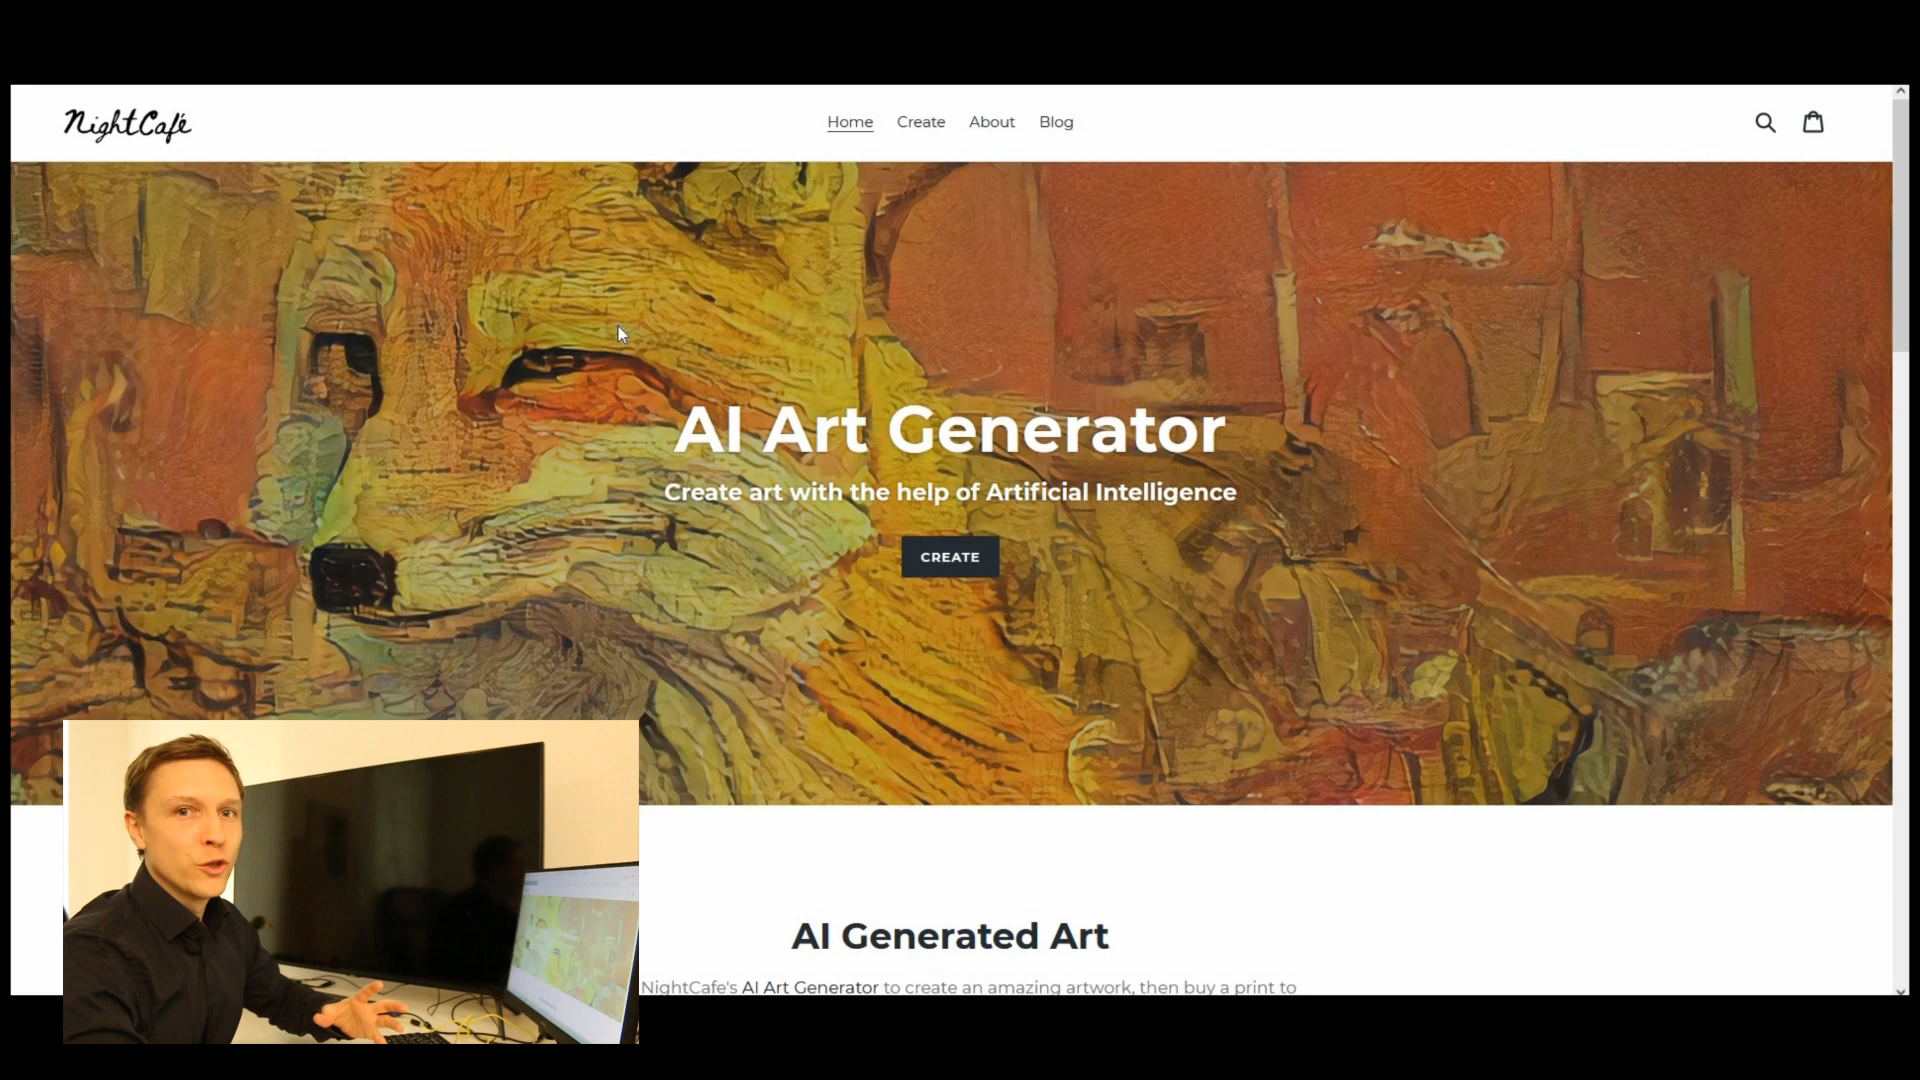 NightCafé
Home Create About Blog
AI Art Generator
Create art with the help of Artificial Intelligence
CREATE
AI Generated Art
NightCafe's AI Art Generator to create an amazing artwork, then buy a print to